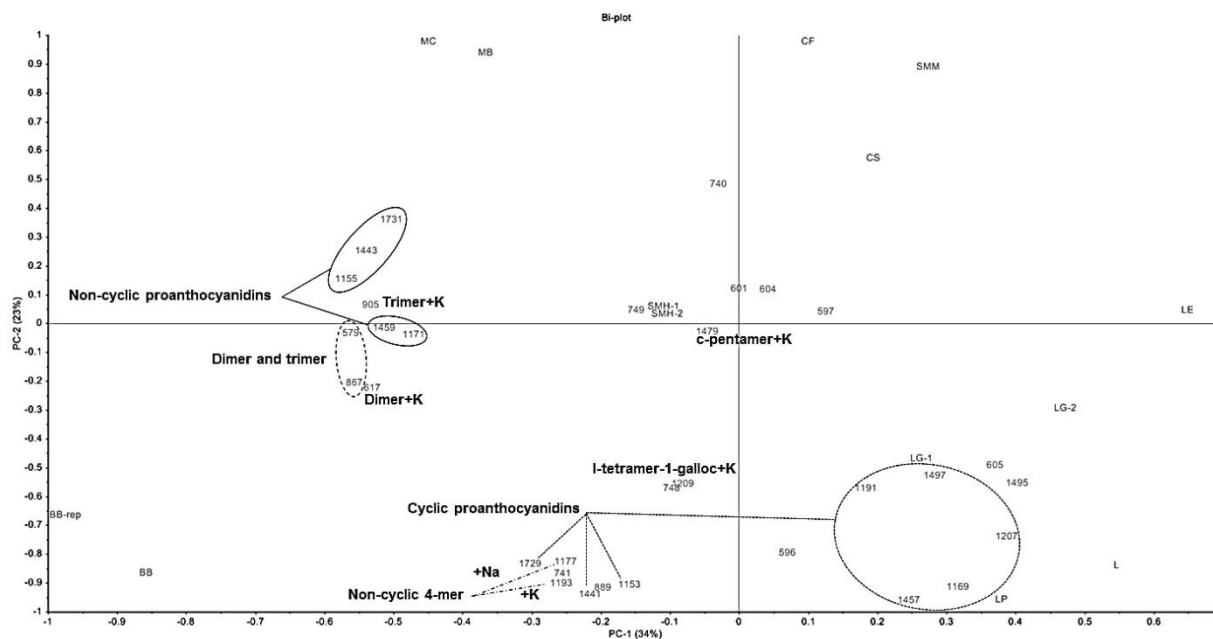 Bi-plot
1
MC
CF
MB
0.9
SMM
0.8
0.7
0.6
CS
0.5
740
0.4
1731
0.3
1443
0.2
1155
Non-cyclic proanthocyanidins
0.1
905 Trimer+K
749 SMH-1
SMH-2
601 604
597
LE
0
579
1459
1171
1479
c-pentamer+K
-0.1
Dimer and trimer
-0.2
867 617
Dimer+K
-0.3
LG-2
-0.4
LG-1
605
-0.5
l-tetramer-1-galloc+K
748 1209
1191
1497
1495
-0.6
BB-rep
Cyclic proanthocyanidins
-0.7
1207
-0.8
596
1729 1177
L
BB
+Na
741
-0.9
1193
889
1153
1169
Non-cyclic 4-mer
+K
1441
1457
LP
-1
-1 -0.9 -0.8 -0.7 -0.6 -0.5 -0.4 -0.3 -0.2 -0.1 0 0.1 0.2 0.3 0.4 0.5 0.6 0.7
PC-1 (34%)
PC-2 (23%)